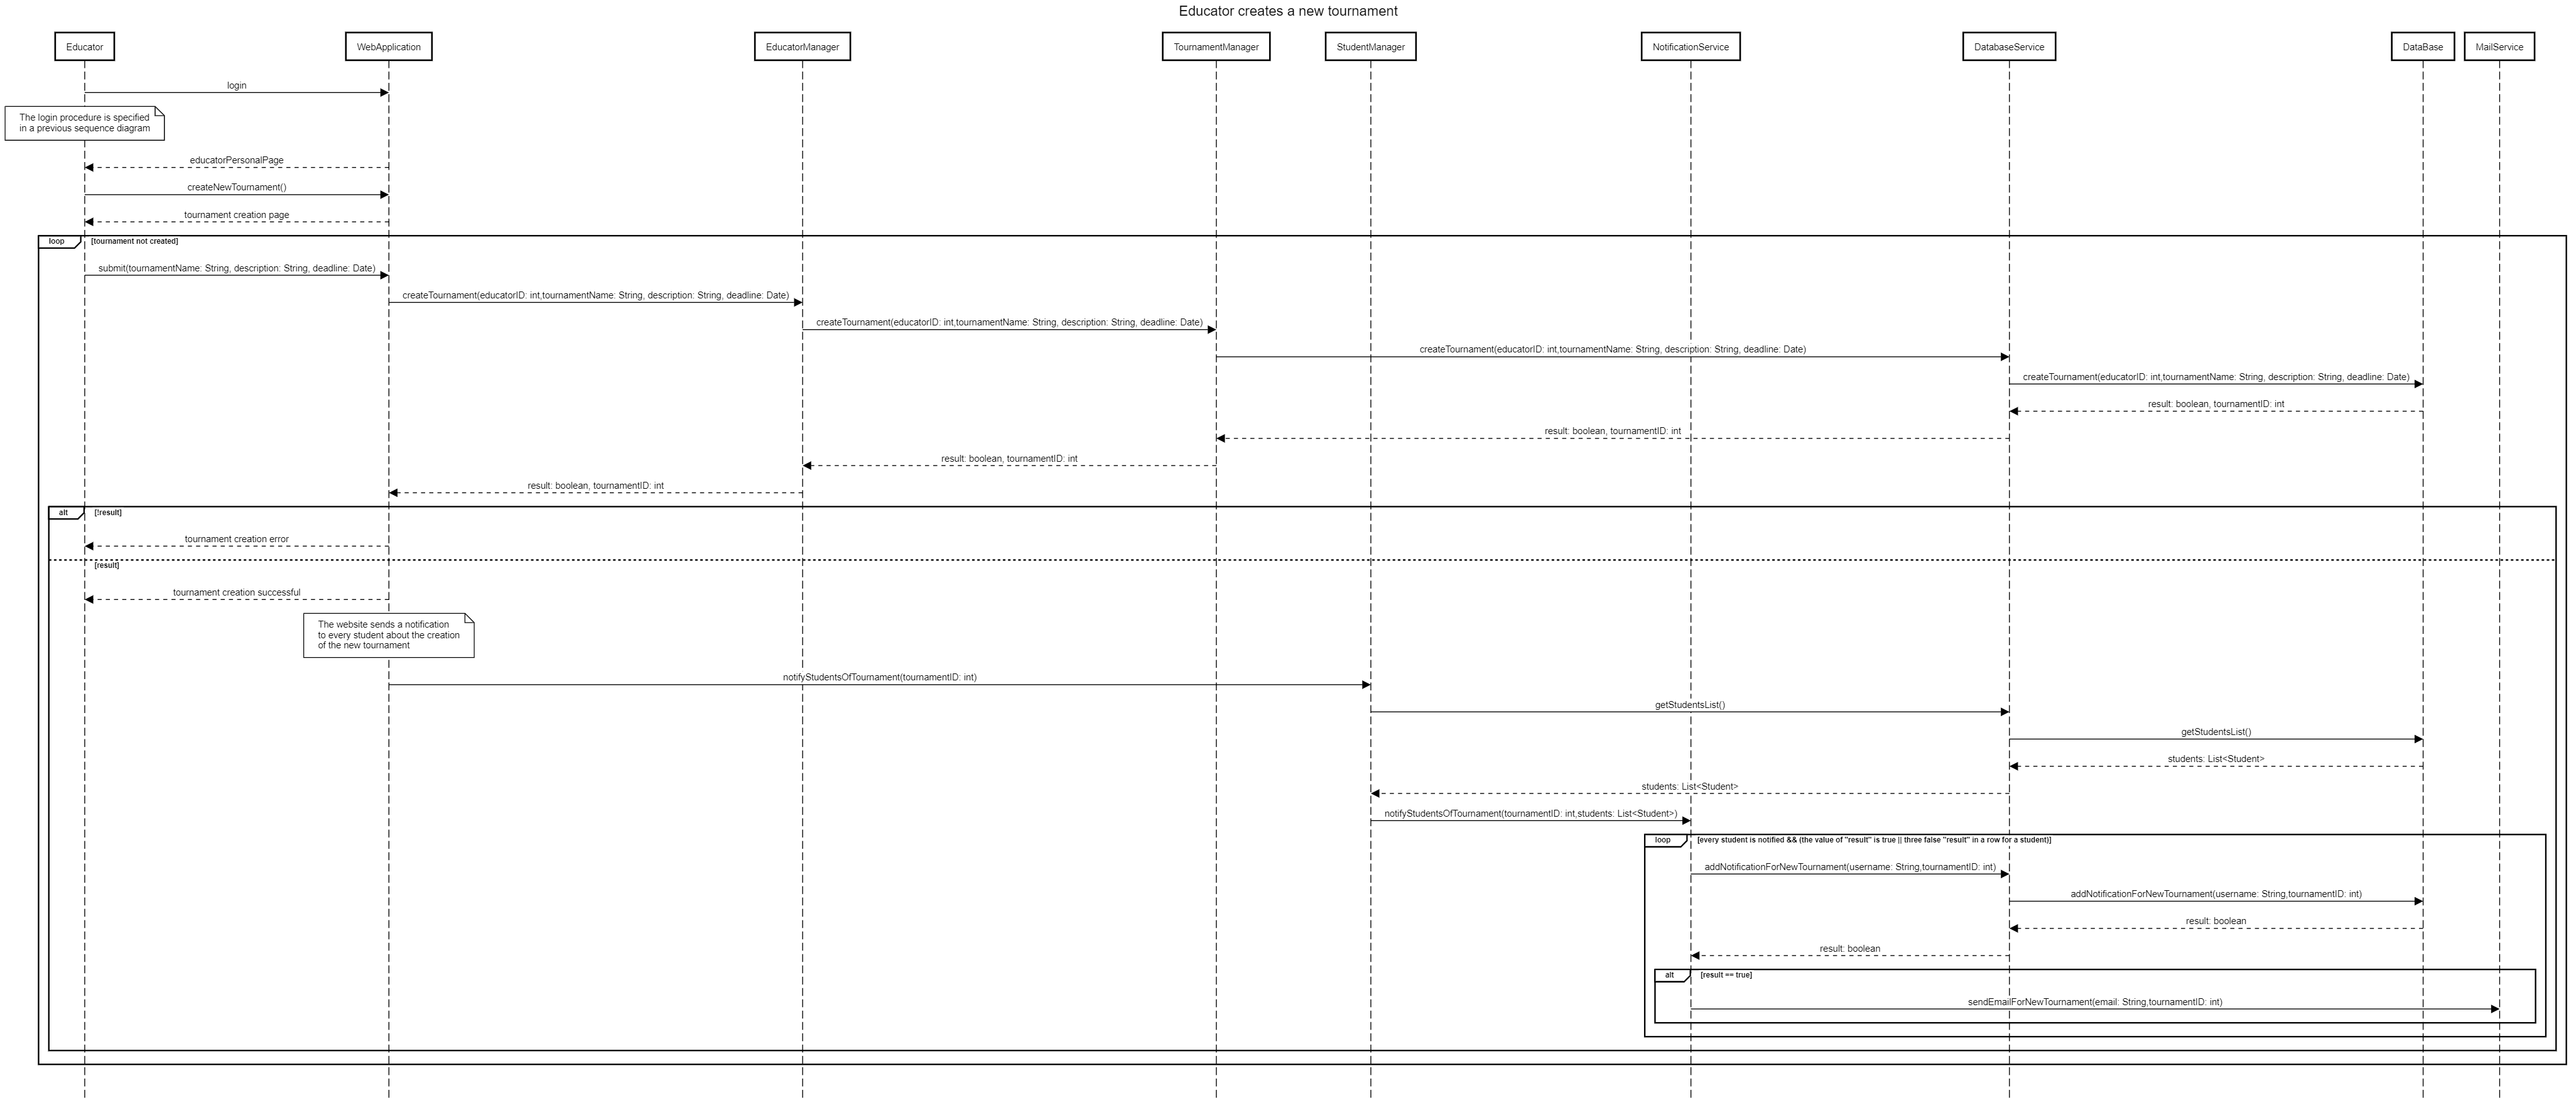 Educator creates a new tournament
Educator
WebApplication
EducatorManager
TournamentManager
StudentManager
NotificationService
DatabaseService
DataBase
MailService
login
The login procedure is specified
in a previous sequence diagram
educatorPersonalPage
createNewTournament()
tournament creation page
loop
[tournament not created]
submit(tournamentName: String, description: String, deadline: Date)
createTournament(educatorID: int,tournamentName: String, description: String, deadline: Date)
createTournament(educatorID: int,tournamentName: String, description: String, deadline: Date)
createTournament(educatorID: int,tournamentName: String, description: String, deadline: Date)
createTournament(educatorID: int,tournamentName: String, description: String, deadline: Date)
result: boolean, tournamentID: int
result: boolean, tournamentID: int
result: boolean, tournamentID: int
result: boolean, tournamentID: int
alt
[!result]
tournament creation error
[result]
tournament creation successful
The website sends a notification
to every student about the creation
of the new tournament
notifyStudentsOfTournament(tournamentID: int)
getStudentsList()
getStudentsList()
students: List<Student>
students: List<Student>
notifyStudentsOfTournament(tournamentID: int,students: List<Student>)
loop
[every student is notified && (the value of "result" is true || three false "result" in a row for a student)]
addNotificationForNewTournament(username: String,tournamentID: int)
addNotificationForNewTournament(username: String,tournamentID: int)
result: boolean
result: boolean
alt
[result == true]
sendEmailForNewTournament(email: String,tournamentID: int)